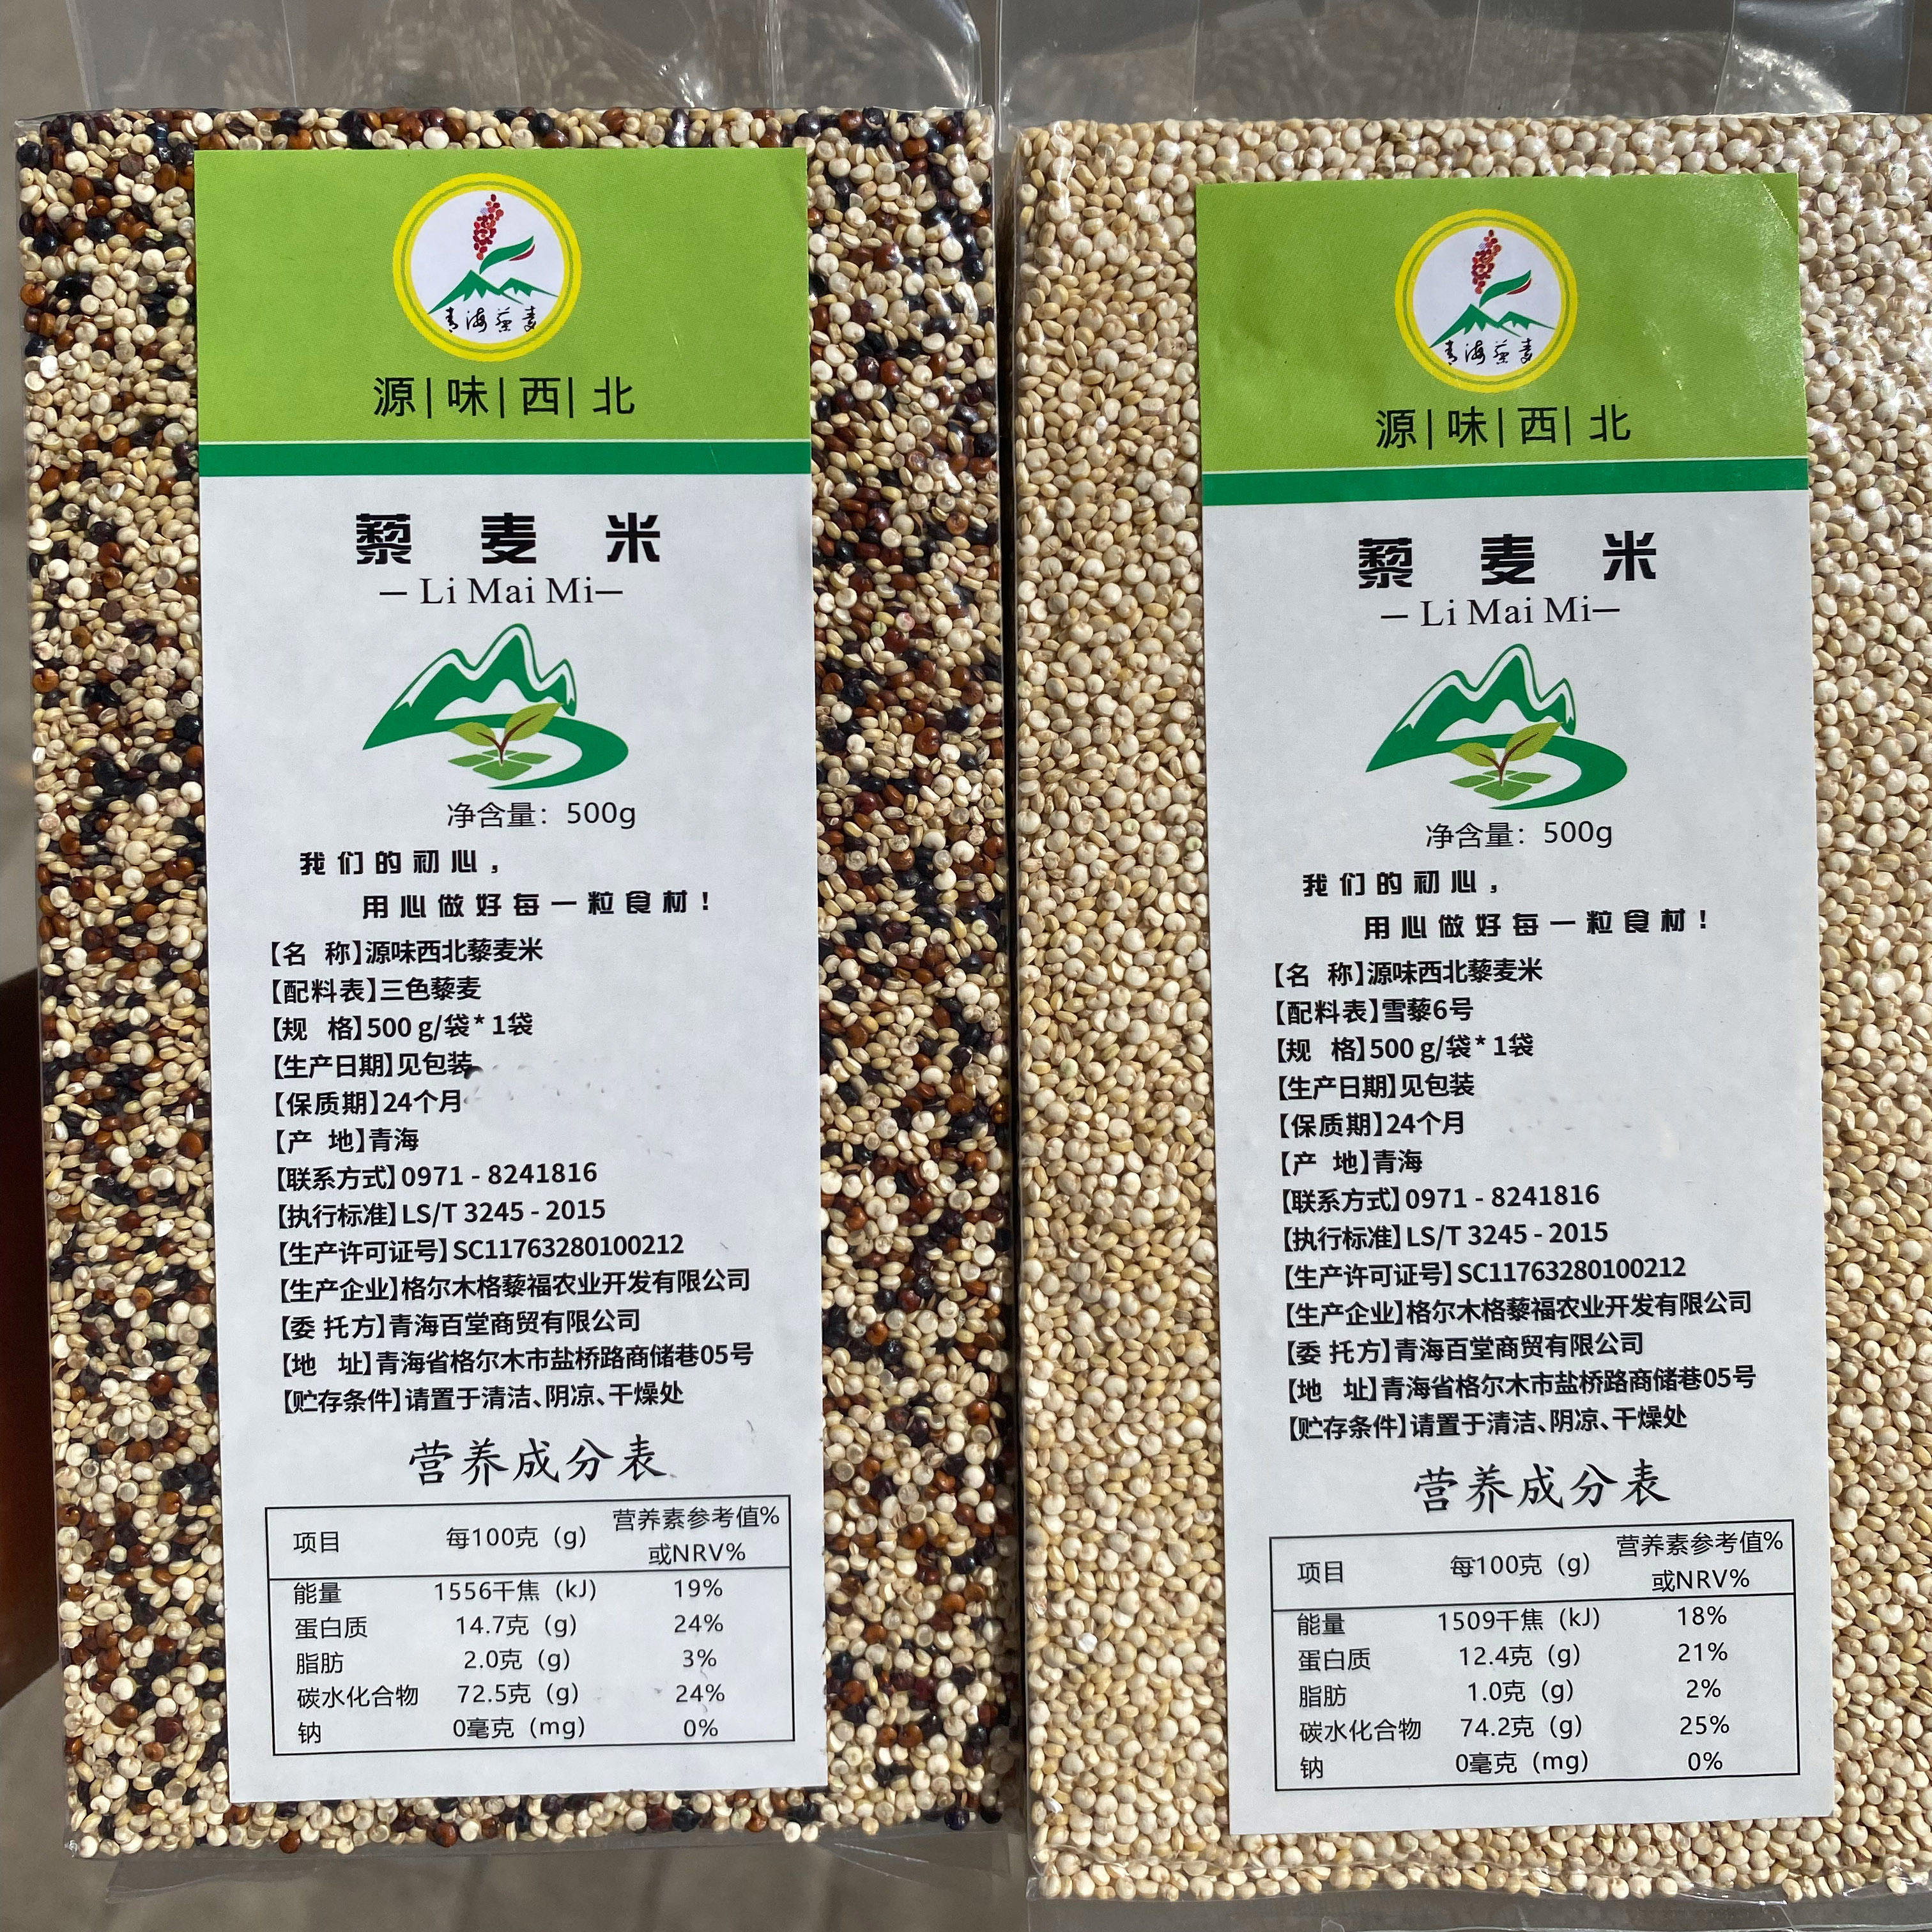 青海藜麦
源|味|西|北
藜麦米
—Li Mai Mi—
净含量：500g
我们的初心，
用心做好每一粒食材！
【名 称】源味西北藜麦米
【配料表】三色藜麦
【规 格】500 g/袋* 1袋
【生产日期】见包装
【保质期】24个月
【产 地】青海
【联系方式】0971 - 8241816
【执行标准】LS/T 3245 - 2015
【生产许可证号】SC11763280100212
【生产企业】格尔木格藜福农业开发有限公司
【委 托方】青海百堂商贸有限公司
【地 址】青海省格尔木市盐桥路商储巷05号
【贮存条件】请置于清洁、阴凉、干燥处
营养成分表
项目 每100克（g） 营养素参考值%
或NRV%
能量 1556千焦（kJ） 19%
蛋白质 14.7克（g） 24%
脂肪 2.0克（g） 3%
碳水化合物 72.5克（g） 24%
钠 0毫克（mg） 0%
青海藜麦
源|味|西|北
藜麦米
—Li Mai Mi—
净含量：500g
我们的初心，
用心做好每一粒食材！
【名 称】源味西北藜麦米
【配料表】雪藜6号
【规 格】500 g/袋* 1袋
【生产日期】见包装
【保质期】24个月
【产 地】青海
【联系方式】0971 - 8241816
【执行标准】LS/T 3245 - 2015
【生产许可证号】SC11763280100212
【生产企业】格尔木格藜福农业开发有限公司
【委 托方】青海百堂商贸有限公司
【地 址】青海省格尔木市盐桥路商储巷05号
【贮存条件】请置于清洁、阴凉、干燥处
营养成分表
项目 每100克（g） 营养素参考值%
或NRV%
能量 1509千焦（kJ） 18%
蛋白质 12.4克（g） 21%
脂肪 1.0克（g） 2%
碳水化合物 74.2克（g） 25%
钠 0毫克（mg） 0%